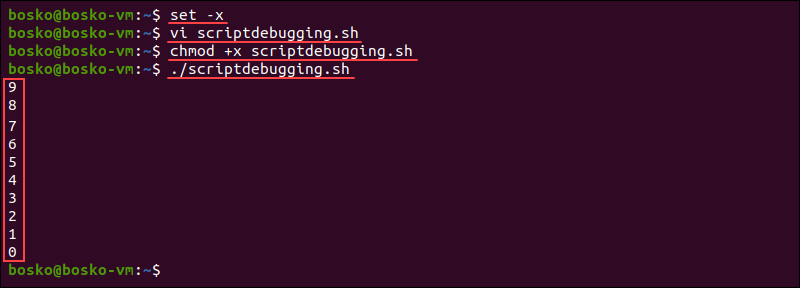 bosko@bosko-vm:~$ set -x
bosko@bosko-vm:~$ vi scriptdebugging.sh
bosko@bosko-vm:~$ chmod +x scriptdebugging.sh
bosko@bosko-vm:~$ ./scriptdebugging.sh
9
8
7
6
5
4
3
2
1
0
bosko@bosko-vm:~$